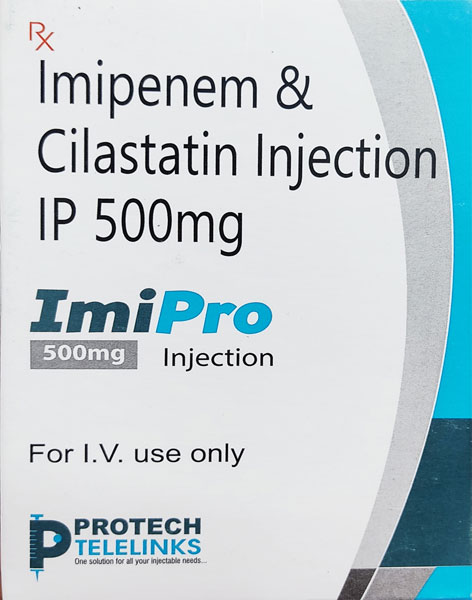 Rx
Imipenem &
Cilastatin Injection
IP 500mg
ImiPro
500mg Injection
For I.V. use only
PROTECH
TELELINKS
One solution for all your injectable needs...